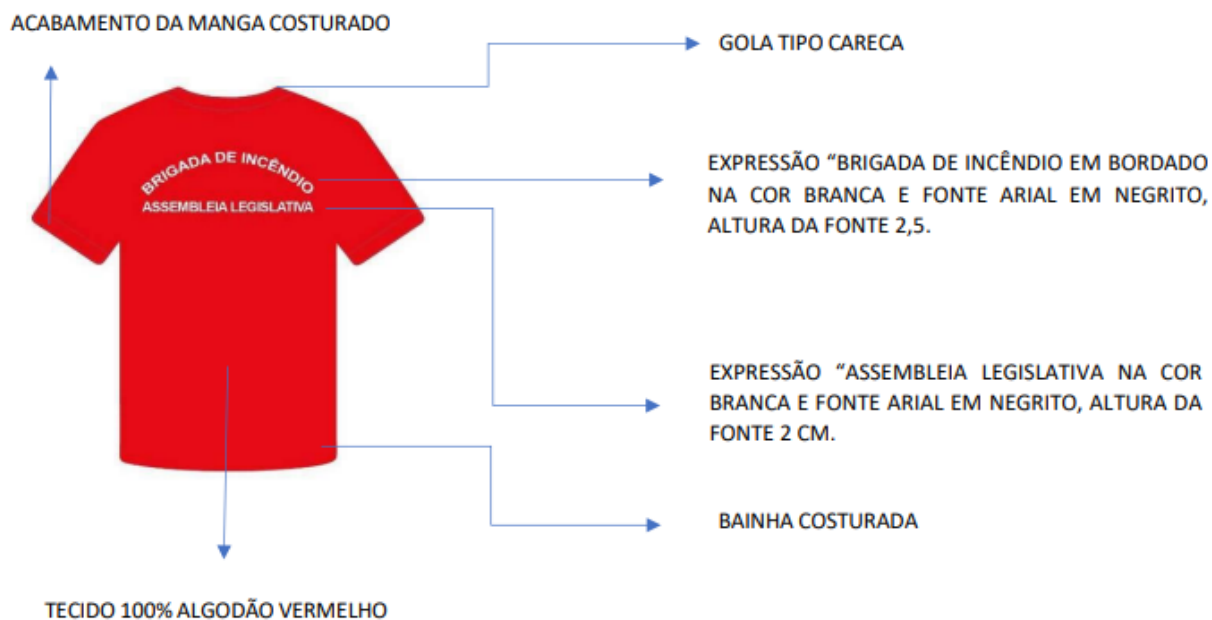 ACABAMENTO DA MANGA COSTURADO
GOLA TIPO CARECA
BRIGADA DE INCÊNDIO
ASSEMBLEIA LEGISLATIVA
EXPRESSÃO “BRIGADA DE INCÊNDIO EM BORDADO
NA COR BRANCA E FONTE ARIAL EM NEGRITO,
ALTURA DA FONTE 2,5.
EXPRESSÃO “ASSEMBLEIA LEGISLATIVA NA COR
BRANCA E FONTE ARIAL EM NEGRITO, ALTURA DA
FONTE 2 CM.
BAINHA COSTURADA
TECIDO 100% ALGODÃO VERMELHO